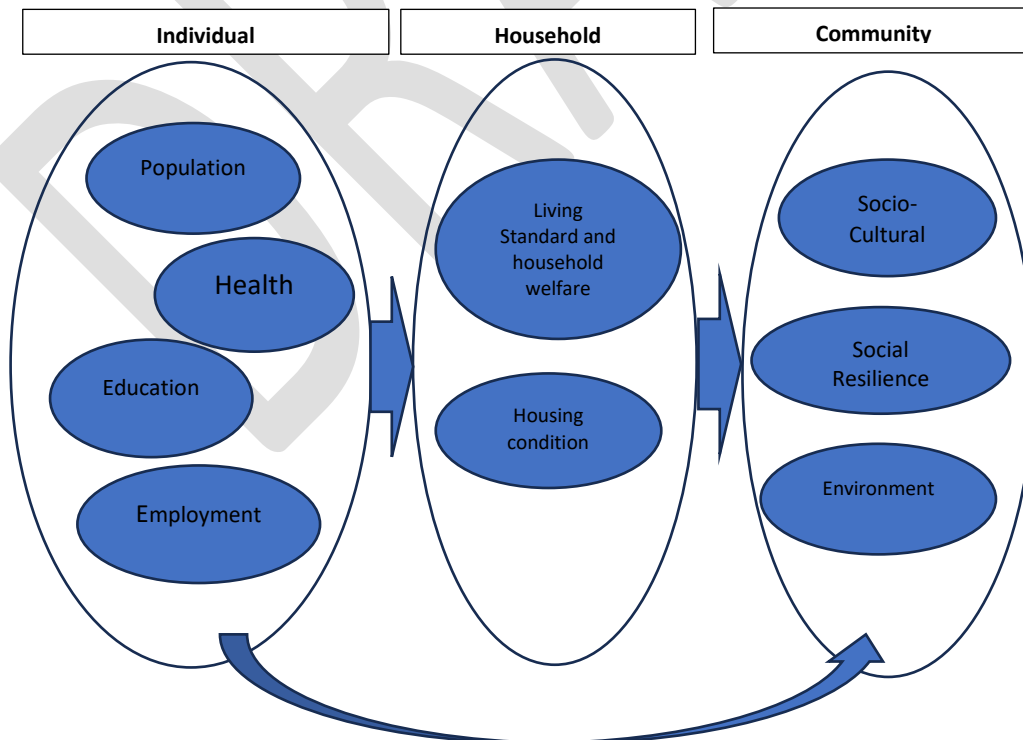 Individual
Household
Community
Population
Health
Education
Employment
Living
Standard and
household
welfare
Housing
condition
Socio-
Cultural
Social
Resilience
Environment